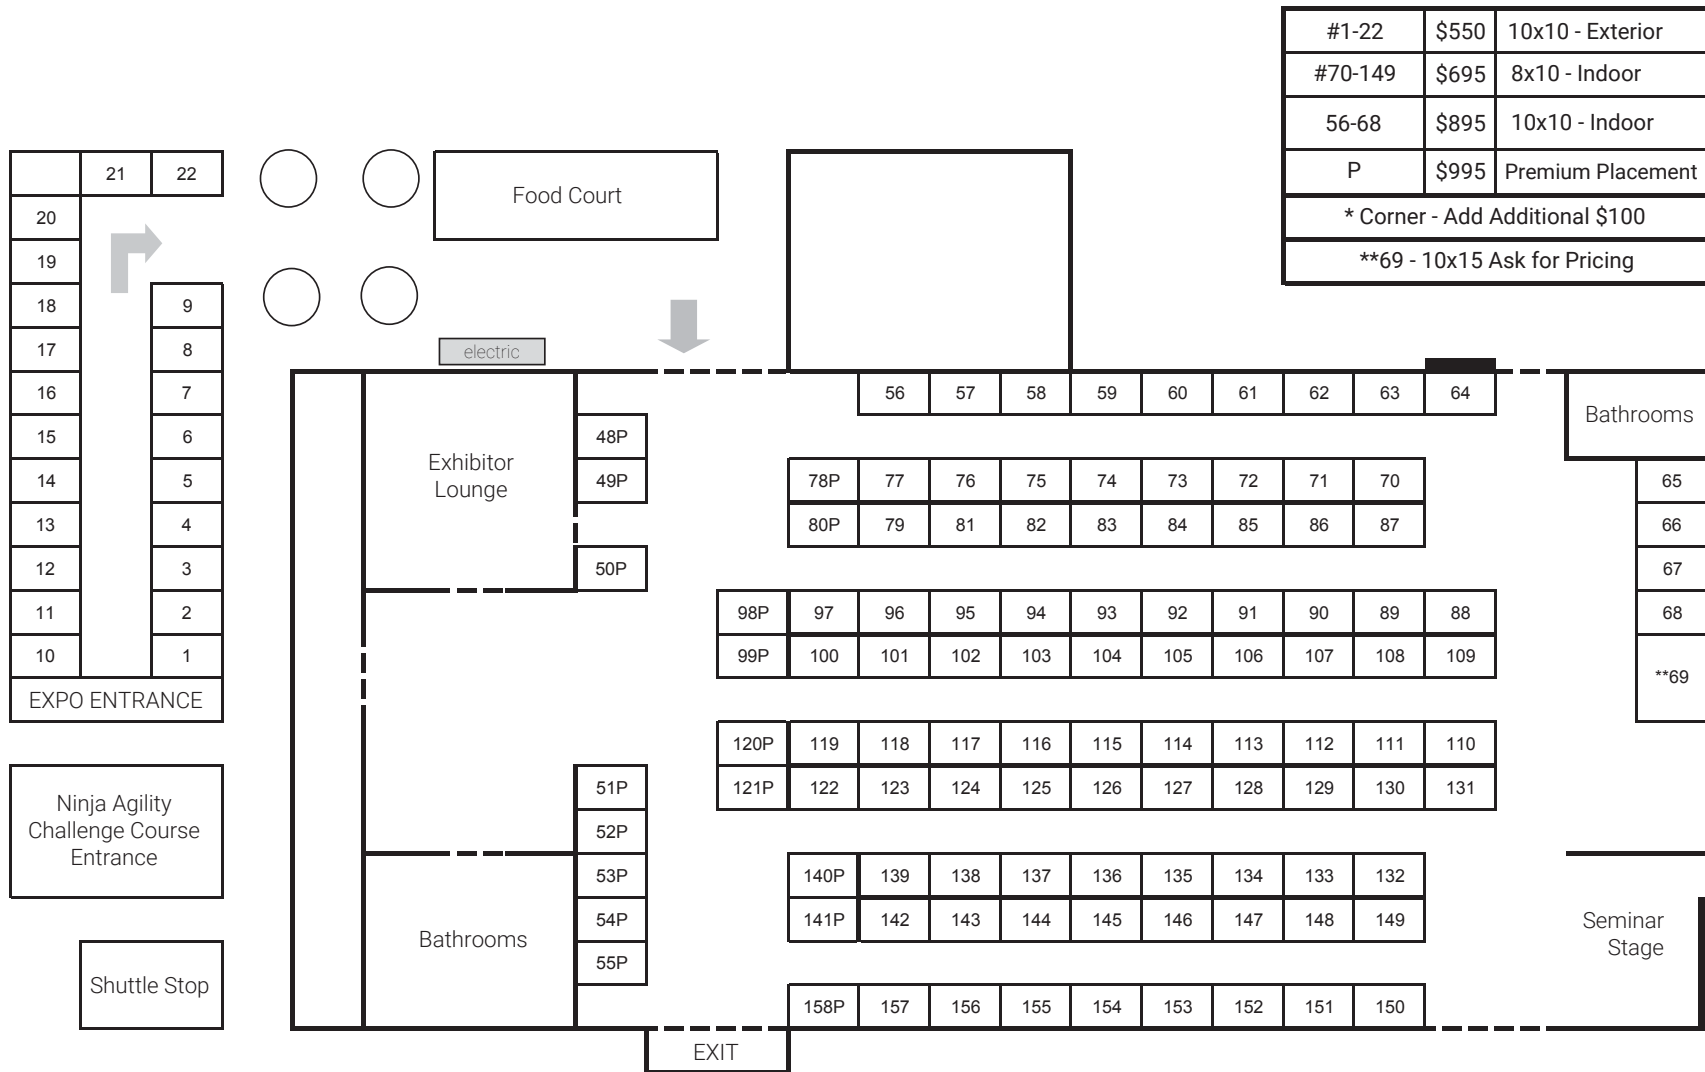 #1-22 $550 10x10 - Exterior
#70-149 $695 8x10 - Indoor
56-68 $895 10x10 - Indoor
P $995 Premium Placement
* Corner - Add Additional $100
**69 - 10x15 Ask for Pricing
21 22
20
19
18 9
17 8
16 7
15 6
14 5
13 4
12 3
11 2
10 1
EXPO ENTRANCE
Ninja Agility
Challenge Course
Entrance
Shuttle Stop
Food Court
electric
Exhibitor
Lounge
48P
49P
50P
51P
52P
53P
54P
55P
Bathrooms
56 57 58 59 60 61 62 63 64
78P 77 76 75 74 73 72 71 70
80P 79 81 82 83 84 85 86 87
98P 97 96 95 94 93 92 91 90 89 88
99P 100 101 102 103 104 105 106 107 108 109
120P 119 118 117 116 115 114 113 112 111 110
121P 122 123 124 125 126 127 128 129 130 131
140P 139 138 137 136 135 134 133 132
141P 142 143 144 145 146 147 148 149
158P 157 156 155 154 153 152 151 150
EXIT
Bathrooms
65
66
67
68
**69
Seminar
Stage